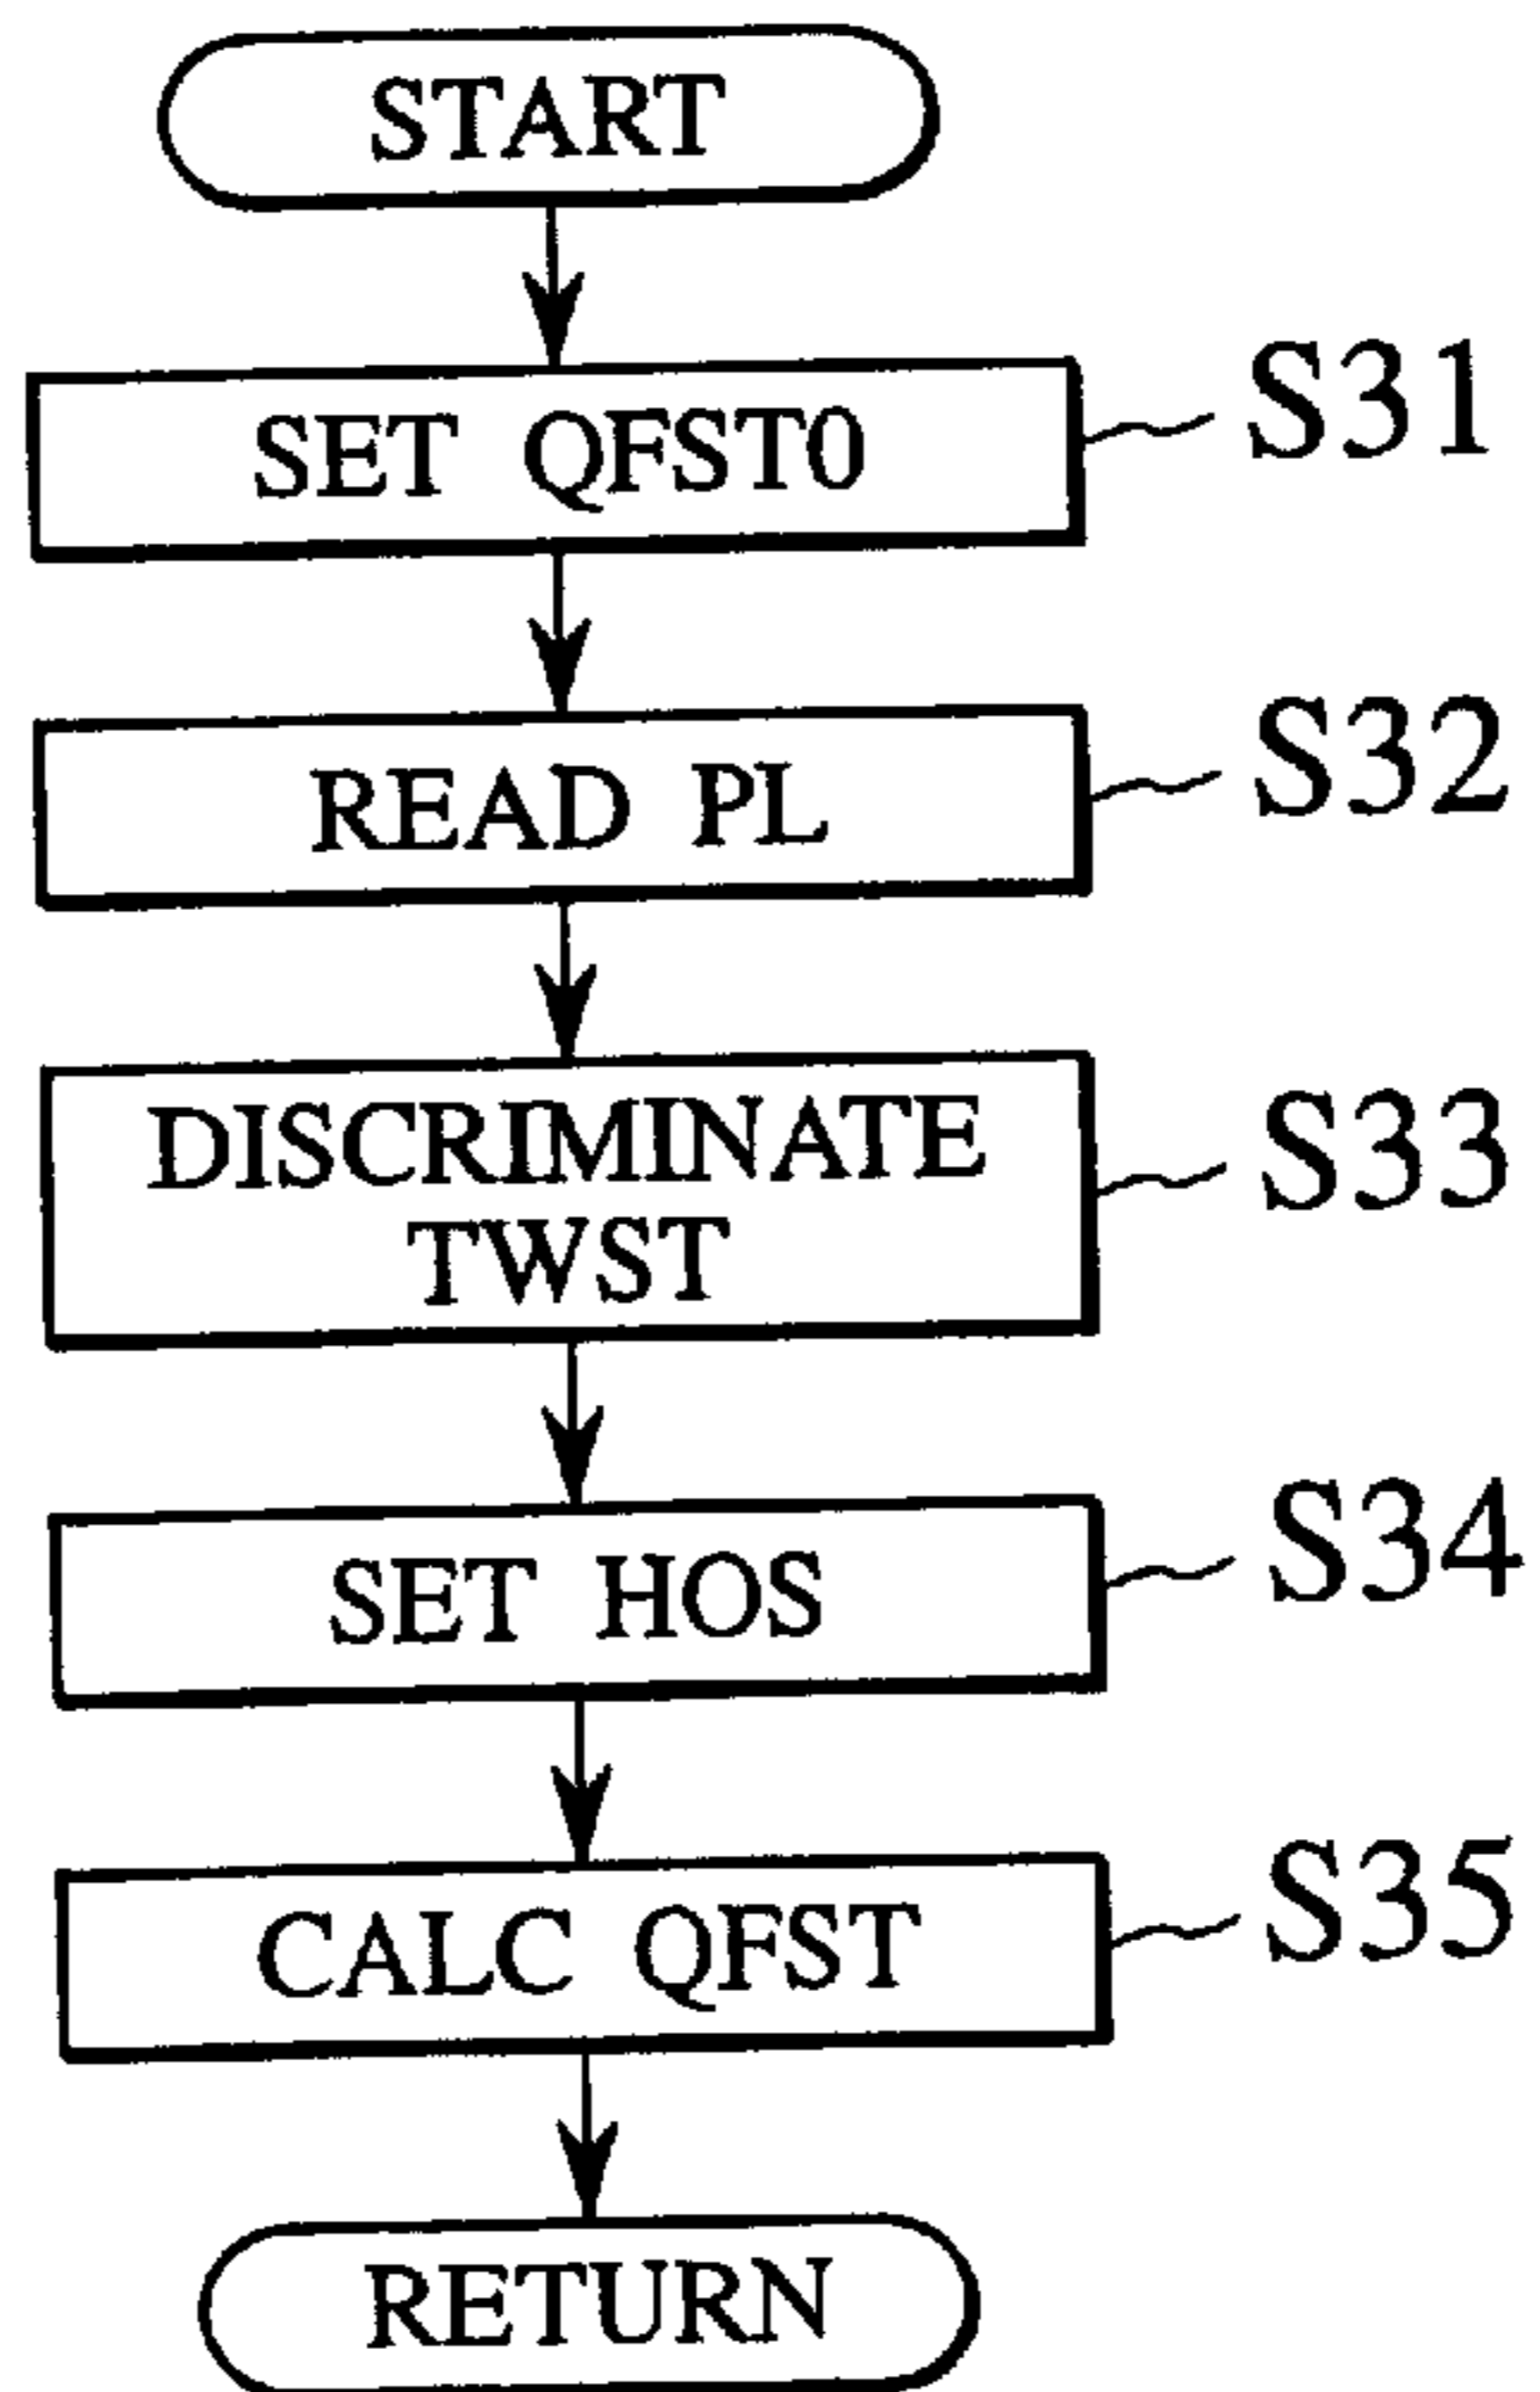 START
SET QFST0
S31
READ PL
S32
DISCRIMINATE
TWST
S33
SET HOS
S34
CALC QFST
S35
RETURN